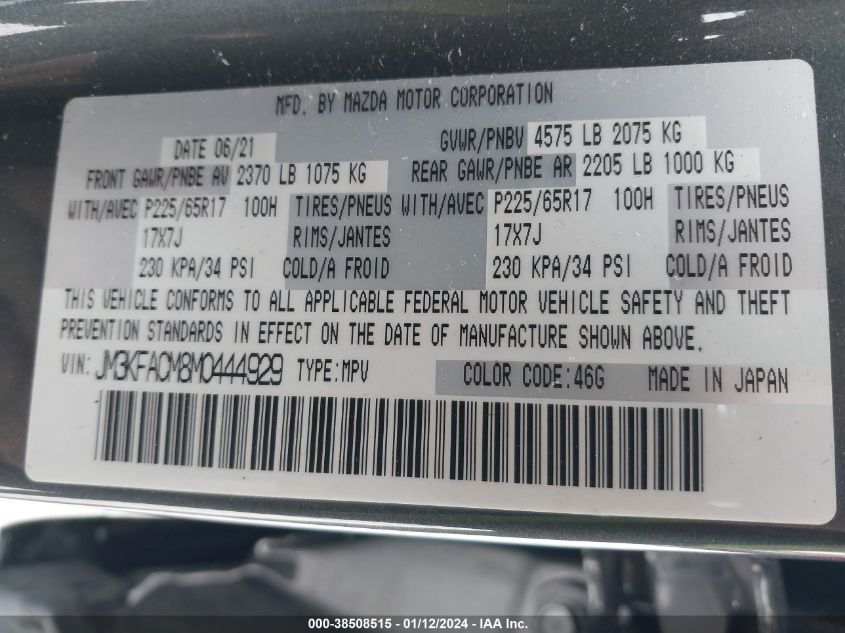 MFD. BY MAZDA MOTOR CORPORATION
DATE 06/21 GVWR/PNBV 4575 LB 2075 KG
FRONT GAWR/PNBE AV 2370 LB 1075 KG REAR GAWR/PNBE AR 2205 LB 1000 KG
WITH/AVEC P225/65R17 100H TIRES/PNEUS WITH/AVEC P225/65R17 100H TIRES/PNEUS
17X7J RIMS/JANTES 17X7J RIMS/JANTES
230 KPA/34 PSI COLD/A FROID 230 KPA/34 PSI COLD/A FROID
THIS VEHICLE CONFORMS TO ALL APPLICABLE FEDERAL MOTOR VEHICLE SAFETY AND THEFT
PREVENTION STANDARDS IN EFFECT ON THE DATE OF MANUFACTURE SHOWN ABOVE.
VIN: JM3KFACM8M0444929 TYPE:MPV COLOR CODE:46G MADE IN JAPAN
000-38508515 - 01/12/2024 - IAA Inc.